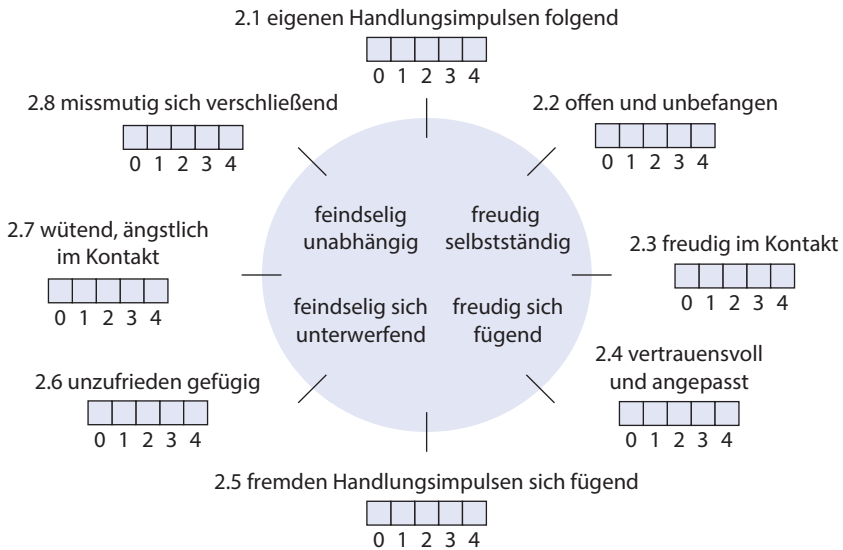 2.1 eigenen Handlungsimpulsen folgend
0 1 2 3 4
2.8 missmutig sich verschließend
0 1 2 3 4
2.2 offen und unbefangen
0 1 2 3 4
feindselig
unabhängig
freudig
selbstständig
2.7 wütend, ängstlich
im Kontakt
0 1 2 3 4
2.3 freudig im Kontakt
0 1 2 3 4
feindselig sich
unterwerfend
freudig sich
fügend
2.6 unzufrieden gefügig
0 1 2 3 4
2.4 vertrauensvoll
und angepasst
0 1 2 3 4
2.5 fremden Handlungsimpulsen sich fügend
0 1 2 3 4